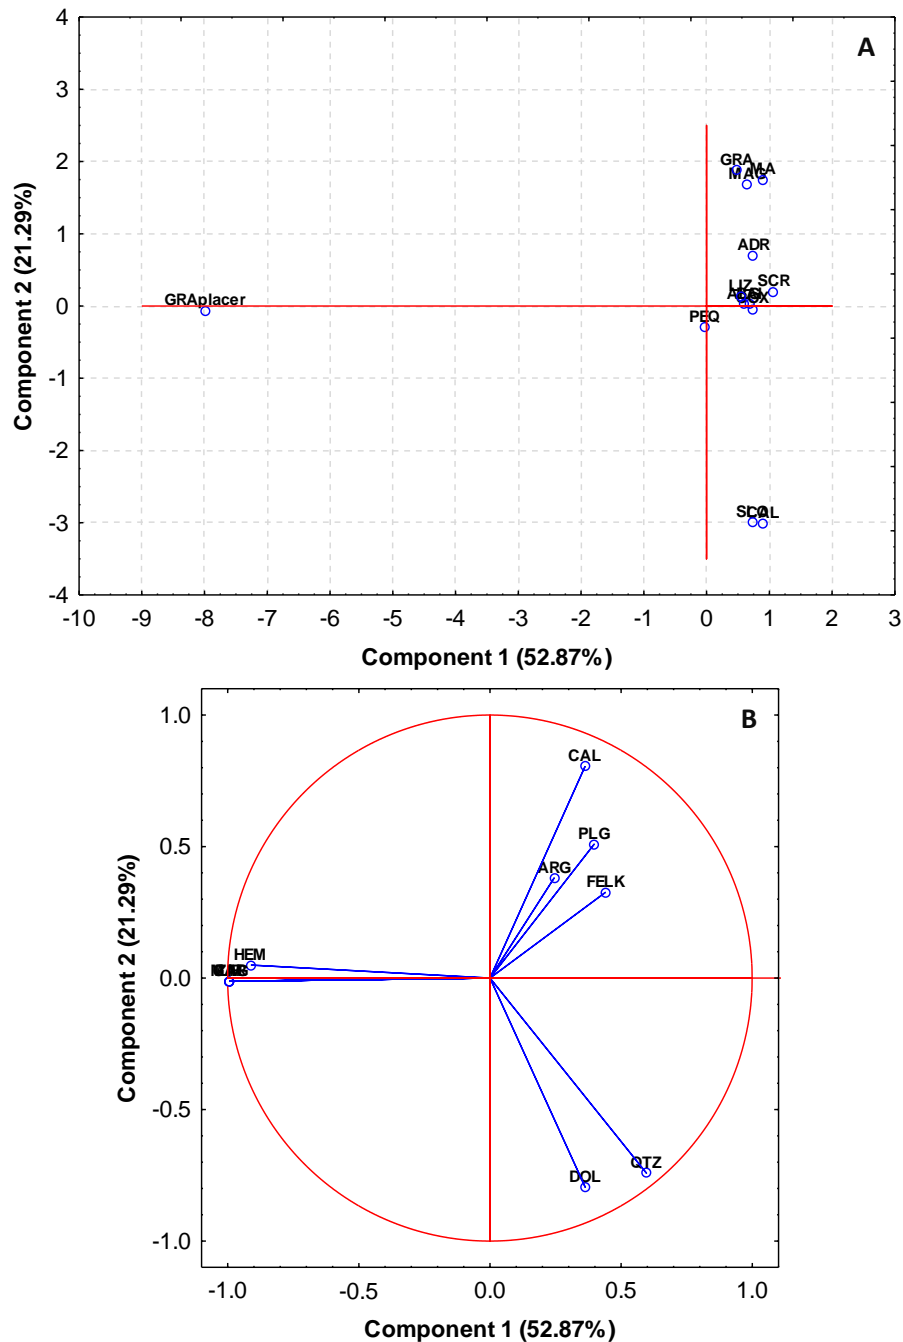 A
4
3
2
1
0
-1
-2
-3
-4
Component 2 (21.29%)
GRA
MA
MAG
ADR
SCR
LIZ
GRAplacer
PEQ
SLO
CAL
-10 -9 -8 -7 -6 -5 -4 -3 -2 -1 0 1 2 3
Component 1 (52.87%)
B
1.0
0.5
0.0
-0.5
-1.0
Component 2 (21.29%)
CAL
PLG
ARG
FELK
HEM
QTZ
DOL
-1.0 -0.5 0.0 0.5 1.0
Component 1 (52.87%)